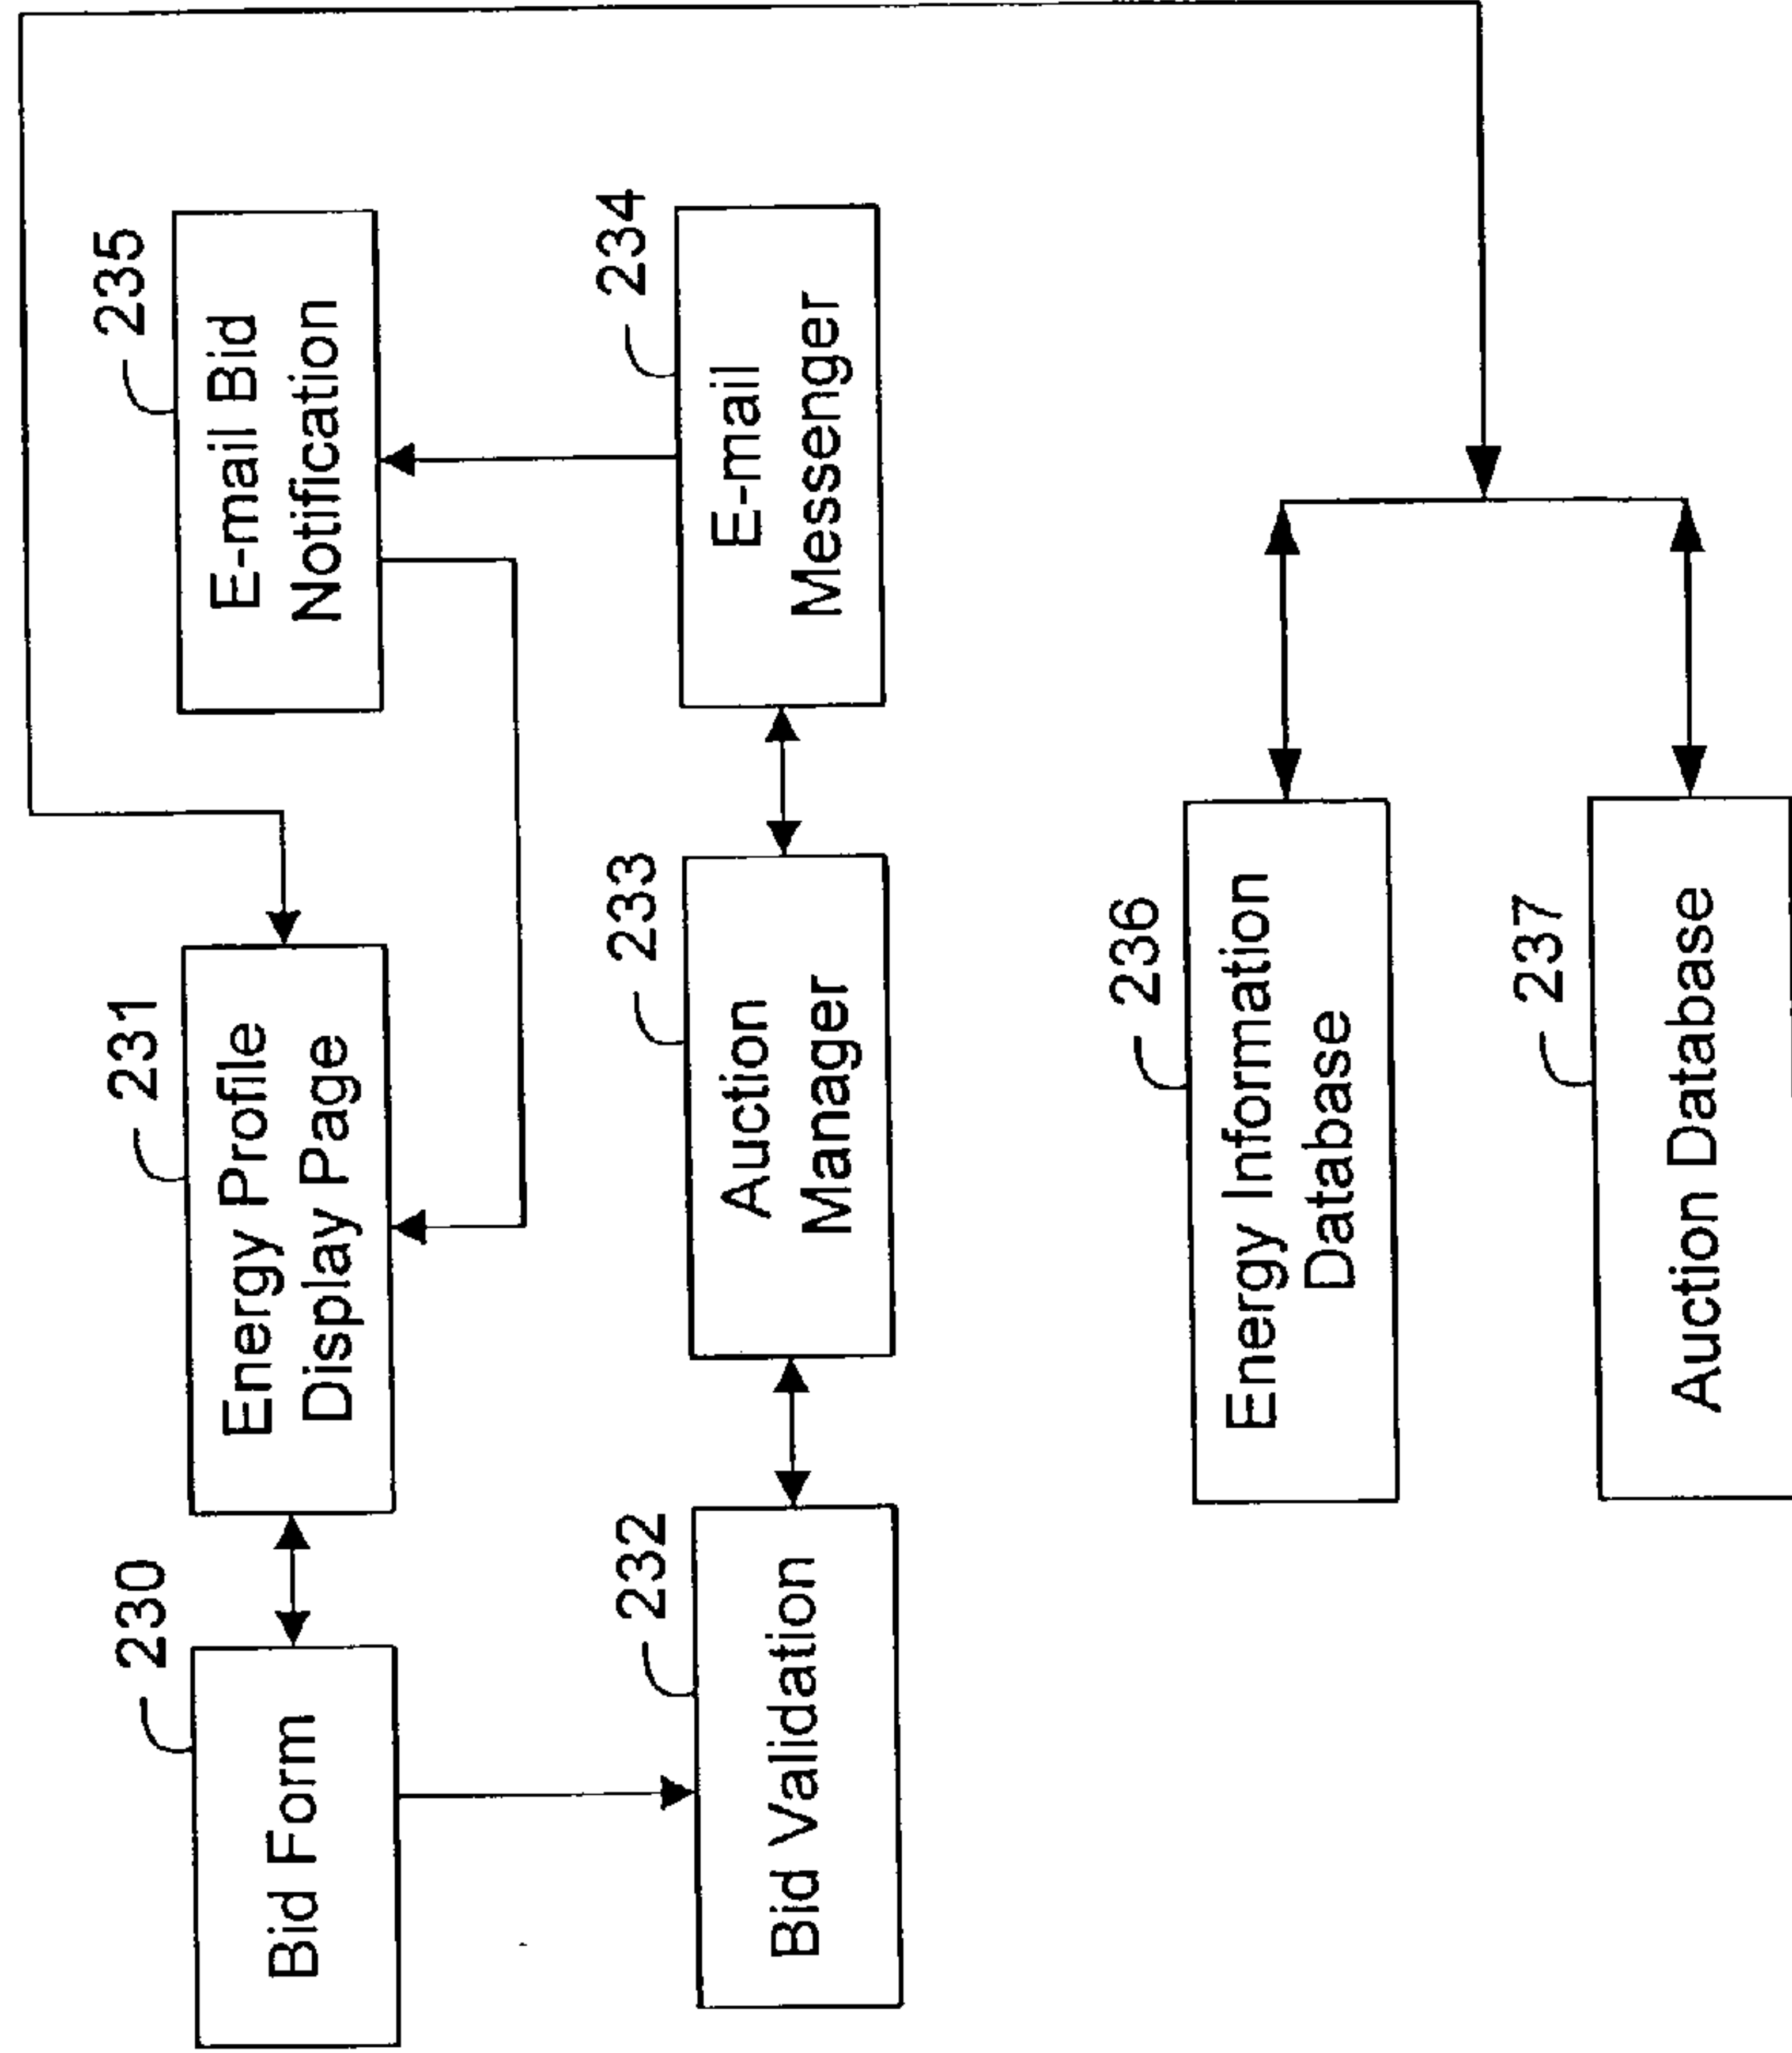 230
Bid Form
231
Energy Profile
Display Page
235
E-mail Bid
Notification
232
Bid Validation
233
Auction
Manager
234
E-mail
Messenger
236
Energy Information
Database
237
Auction Database